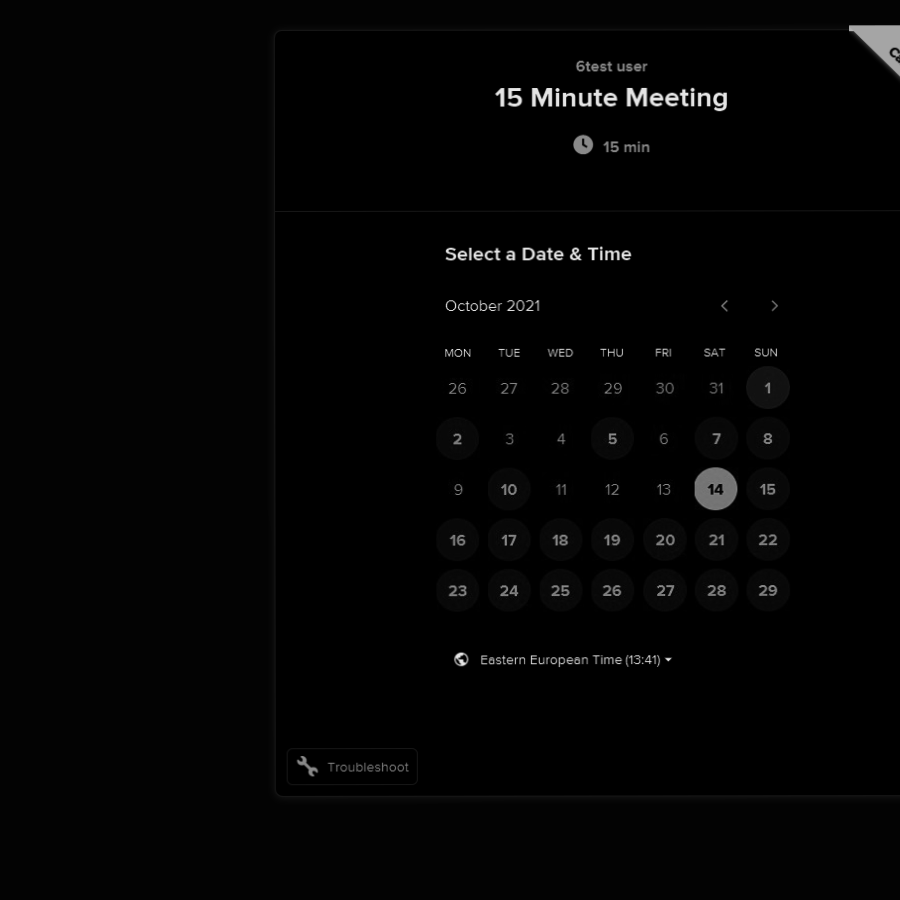 6test user
15 Minute Meeting
15 min
Select a Date & Time
October 2021
MON TUE WED THU FRI SAT SUN
26 27 28 29 30 31 1
2 3 4 5 6 7 8
9 10 11 12 13 14 15
16 17 18 19 20 21 22
23 24 25 26 27 28 29
Eastern European Time (13:41)
Troubleshoot